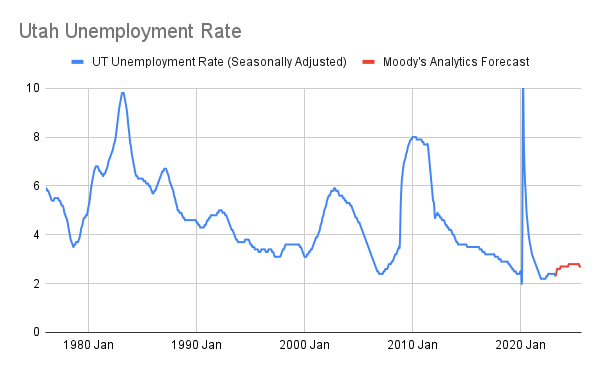 Utah Unemployment Rate
UT Unemployment Rate (Seasonally Adjusted) Moody's Analytics Forecast
10
8
6
4
2
0
1980 Jan 1990 Jan 2000 Jan 2010 Jan 2020 Jan